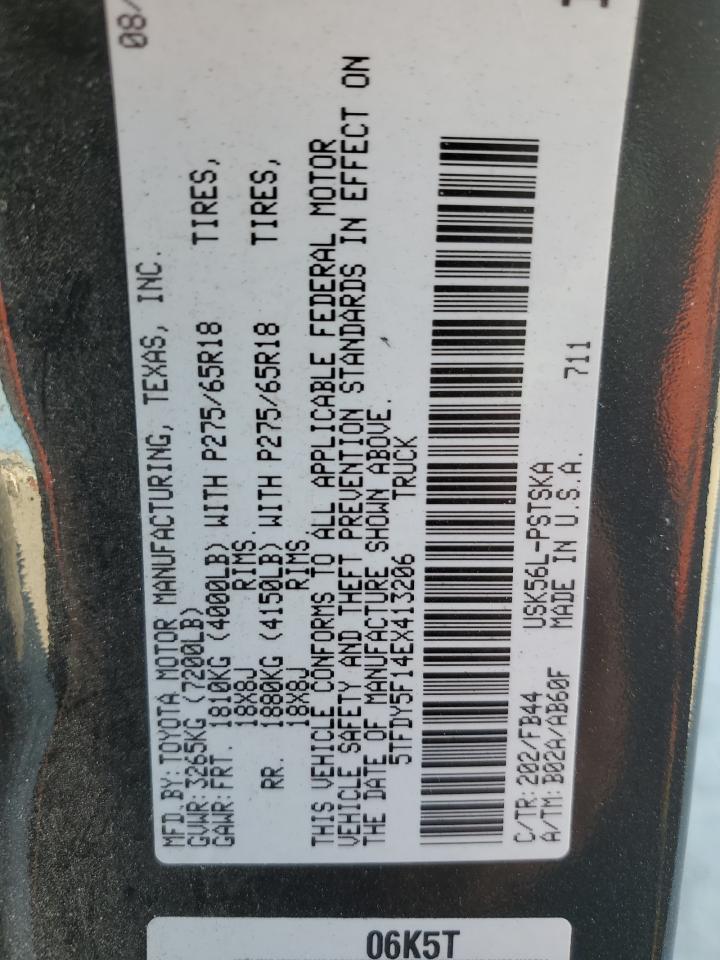 MFD. BY: TOYOTA MOTOR MANUFACTURING, TEXAS, INC. 08/
GVWR: 3265KG (7200LB)
GAWR: FRT. 1810KG (4000LB) WITH P275/65R18 TIRES,
18X8J RIMS.
RR. 1880KG (4150LB) WITH P275/65R18 TIRES,
18X8J RIMS.
THIS VEHICLE CONFORMS TO ALL APPLICABLE FEDERAL MOTOR
VEHICLE SAFETY AND THEFT PREVENTION STANDARDS IN EFFECT ON
THE DATE OF MANUFACTURE SHOWN ABOVE.
5TFDY5F14EX413206 TRUCK
C/TR: 202/FB44 USK56L-PSTSKA
A/TM: B02A/AB60F MADE IN U.S.A. 711
06K5T